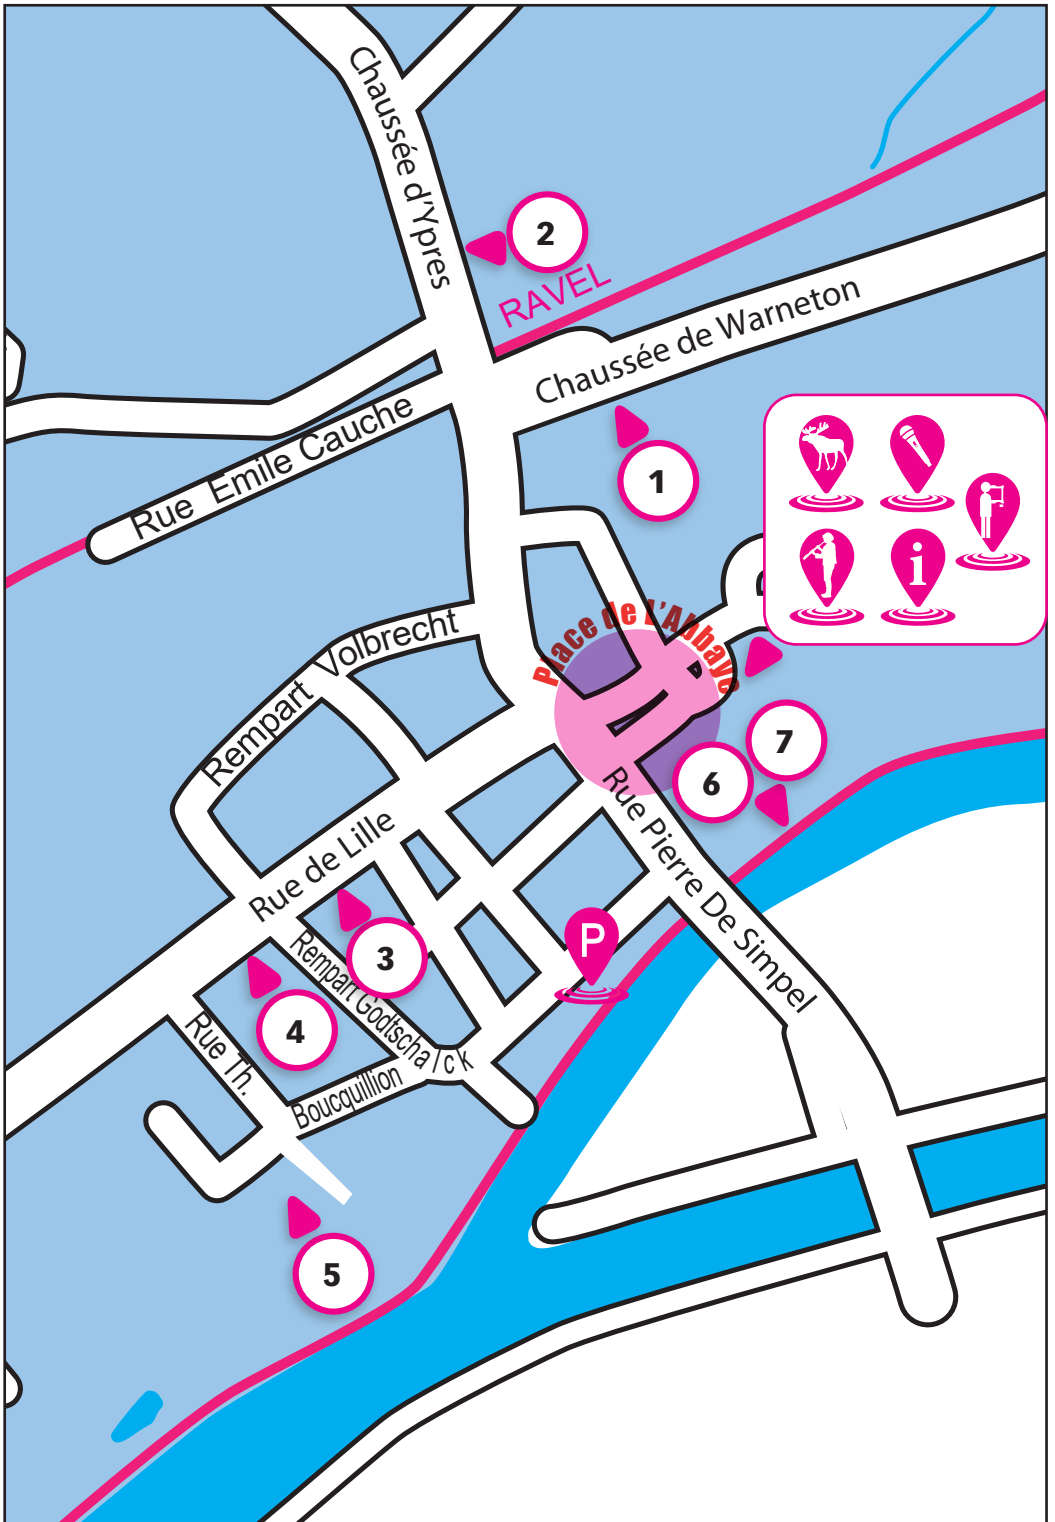 Chaussée d'Ypres
2
RAVEL
Chaussée de Warneton
1
Rue Emile Cauche
i
Rempart Volbrecht
Place de L'Abbaye
7
6
Rue Pierre De Simpel
Rue de Lille
3
P
Rempart Godtschalck
4
Rue Th.
Boucquillion
5